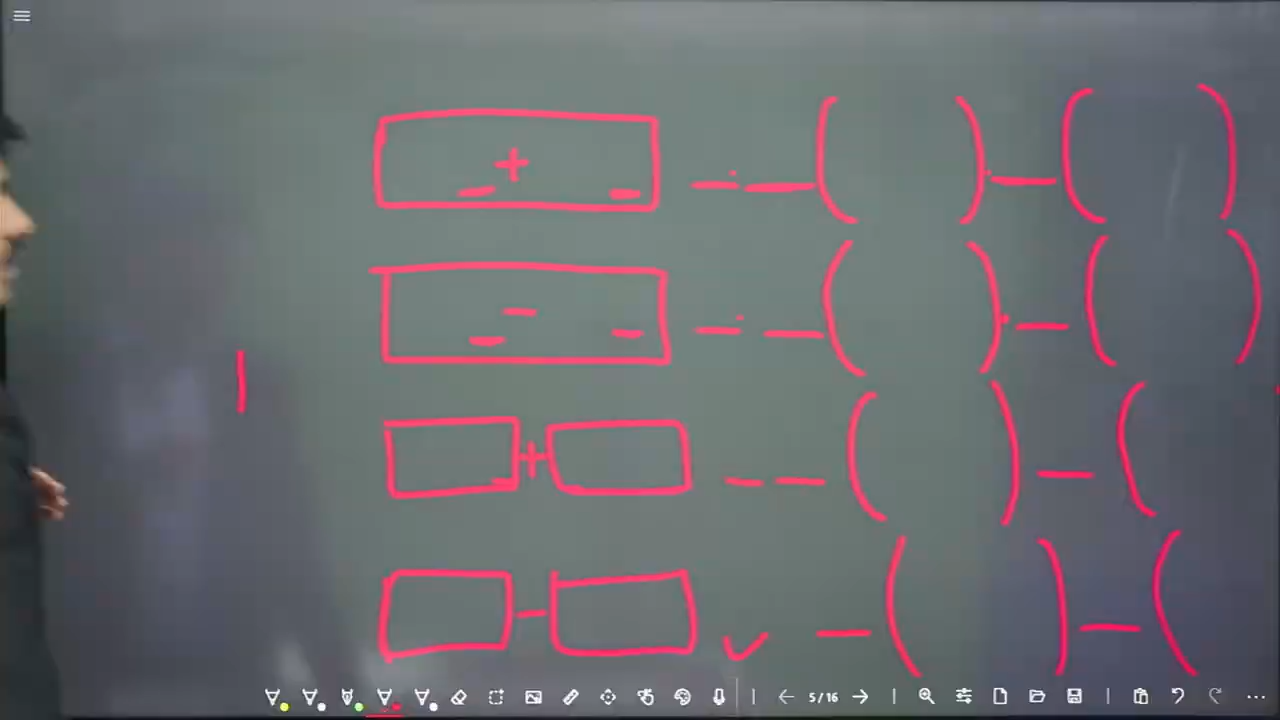 + _ _ _ _ ( ) _ ( )
- _ _ _ _ ( ) _ ( )
+ _ _ ( ) _ (
- ✓ _ ( ) _ (
5/16